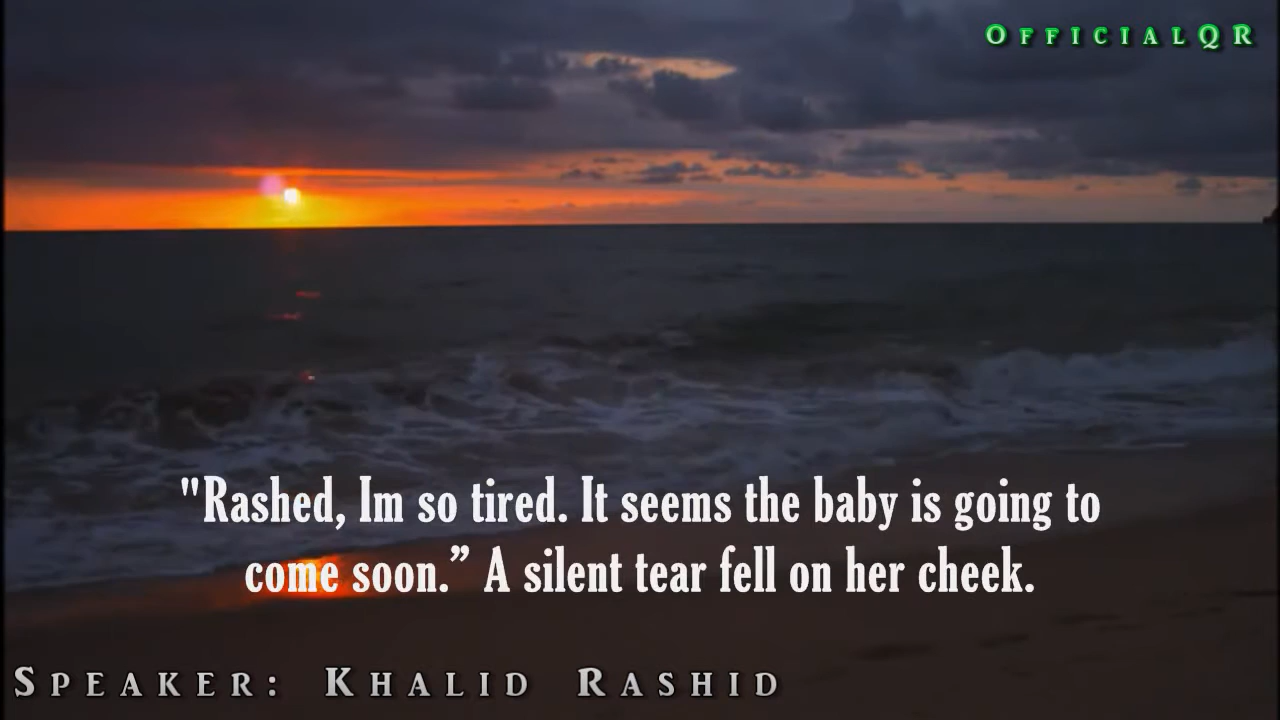 OFFICIALQR
"Rashed, Im so tired. It seems the baby is going to
come soon.” A silent tear fell on her cheek.
SPEAKER: KHALID RASHID